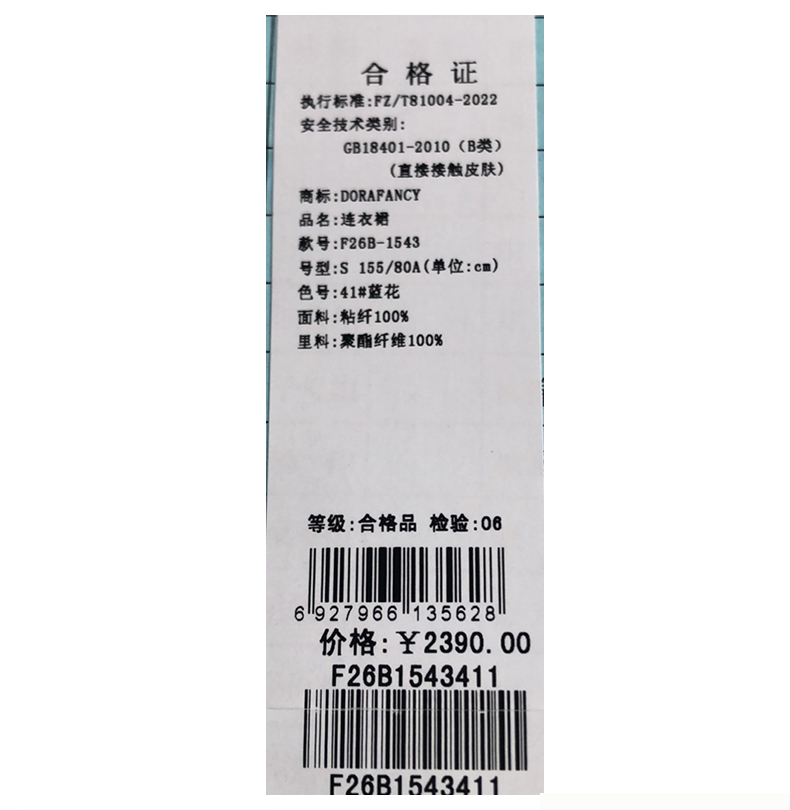 合格证
执行标准:FZ/T81004-2022
安全技术类别:
GB18401-2010（B类）
(直接接触皮肤)
商标:DORAFANCY
品名:连衣裙
款号:F26B-1543
号型:S 155/80A(单位:cm)
色号:41#蓝花
面料:粘纤100%
里料:聚酯纤维100%
等级:合格品 检验:06
6 927966 135628
价格:￥2390.00
F26B1543411
F26B1543411